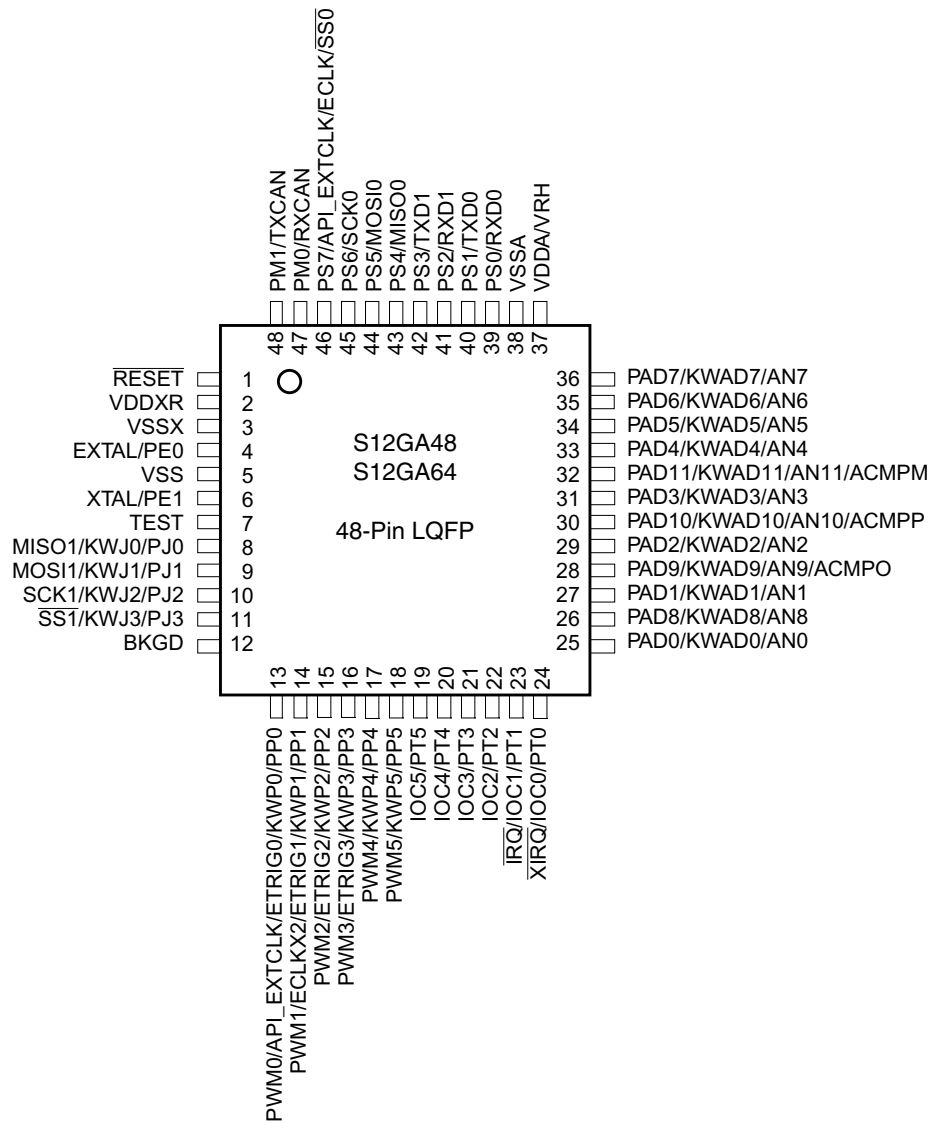 PM1/TXCAN
PM0/RXCAN
PS7/API_EXTCLK/ECLK/S̅S̅0̅
PS6/SCK0
PS5/MOSI0
PS4/MISO0
PS3/TXD1
PS2/RXD1
PS1/TXD0
PS0/RXD0
VSSA
VDDA/VRH
48
47
46
45
44
43
42
41
40
39
38
37
R̅E̅S̅E̅T̅ 1
VDDXR 2
VSSX 3
EXTAL/PE0 4
VSS 5
XTAL/PE1 6
TEST 7
MISO1/KWJ0/PJ0 8
MOSI1/KWJ1/PJ1 9
SCK1/KWJ2/PJ2 10
S̅S̅1̅/KWJ3/PJ3 11
BKGD 12
S12GA48
S12GA64
48-Pin LQFP
36 PAD7/KWAD7/AN7
35 PAD6/KWAD6/AN6
34 PAD5/KWAD5/AN5
33 PAD4/KWAD4/AN4
32 PAD11/KWAD11/AN11/ACMPM
31 PAD3/KWAD3/AN3
30 PAD10/KWAD10/AN10/ACMPP
29 PAD2/KWAD2/AN2
28 PAD9/KWAD9/AN9/ACMPO
27 PAD1/KWAD1/AN1
26 PAD8/KWAD8/AN8
25 PAD0/KWAD0/AN0
13
14
15
16
17
18
19
20
21
22
23
24
PWM0/API_EXTCLK/ETRIG0/KWP0/PP0
PWM1/ECLKX2/ETRIG1/KWP1/PP1
PWM2/ETRIG2/KWP2/PP2
PWM3/ETRIG3/KWP3/PP3
PWM4/KWP4/PP4
PWM5/KWP5/PP5
IOC5/PT5
IOC4/PT4
IOC3/PT3
IOC2/PT2
I̅R̅Q̅/IOC1/PT1
X̅I̅R̅Q̅/IOC0/PT0